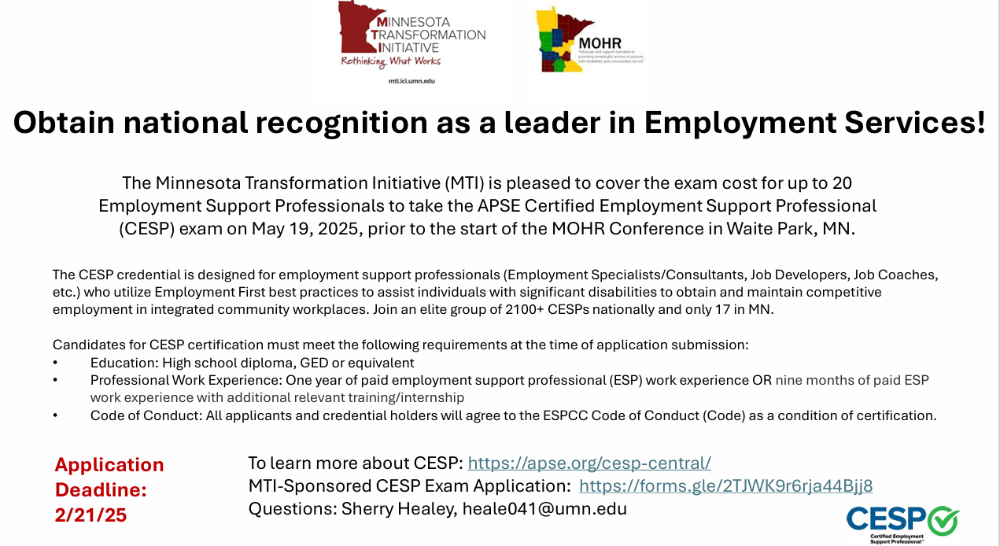 MINNESOTA
TRANSFORMATION
INITIATIVE
Rethinking What Works
mti.ici.umn.edu
MOHR
"Advocate and support members in
providing meaningful services to persons
with disabilities and communities served"
Obtain national recognition as a leader in Employment Services!
The Minnesota Transformation Initiative (MTI) is pleased to cover the exam cost for up to 20
Employment Support Professionals to take the APSE Certified Employment Support Professional
(CESP) exam on May 19, 2025, prior to the start of the MOHR Conference in Waite Park, MN.
The CESP credential is designed for employment support professionals (Employment Specialists/Consultants, Job Developers, Job Coaches,
etc.) who utilize Employment First best practices to assist individuals with significant disabilities to obtain and maintain competitive
employment in integrated community workplaces. Join an elite group of 2100+ CESPs nationally and only 17 in MN.
Candidates for CESP certification must meet the following requirements at the time of application submission:
• Education: High school diploma, GED or equivalent
• Professional Work Experience: One year of paid employment support professional (ESP) work experience OR nine months of paid ESP
work experience with additional relevant training/internship
• Code of Conduct: All applicants and credential holders will agree to the ESPCC Code of Conduct (Code) as a condition of certification.
Application
Deadline:
2/21/25
To learn more about CESP: https://apse.org/cesp-central/
MTI-Sponsored CESP Exam Application: https://forms.gle/2TJWK9r6rja44Bjj8
Questions: Sherry Healey, heale041@umn.edu
CESP
Certified Employment
Support Professional™